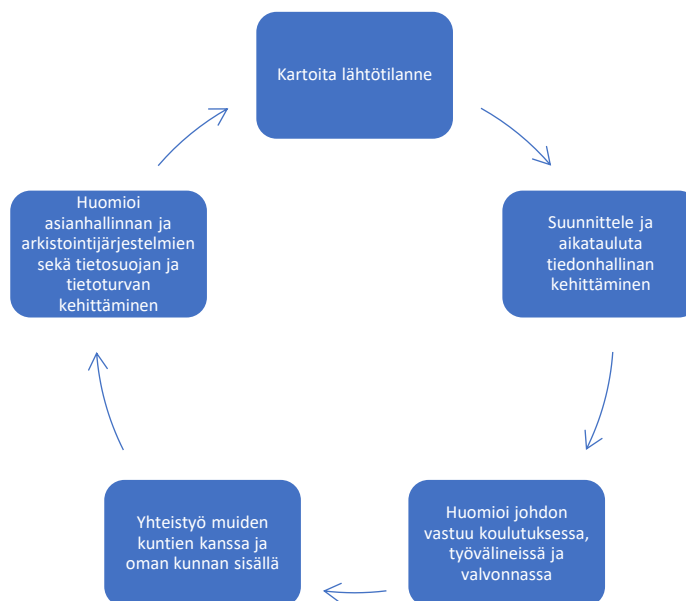 Kartoita lähtötilanne
Suunnittele ja
aikatauluta
tiedonhallinan
kehittäminen
Huomioi johdon
vastuu koulutuksessa,
työvälineissä ja
valvonnassa
Yhteistyö muiden
kuntien kanssa ja
oman kunnan sisällä
Huomioi
asianhallinnan ja
arkistointijärjestelmien
sekä tietosuojan ja
tietoturvan
kehittäminen